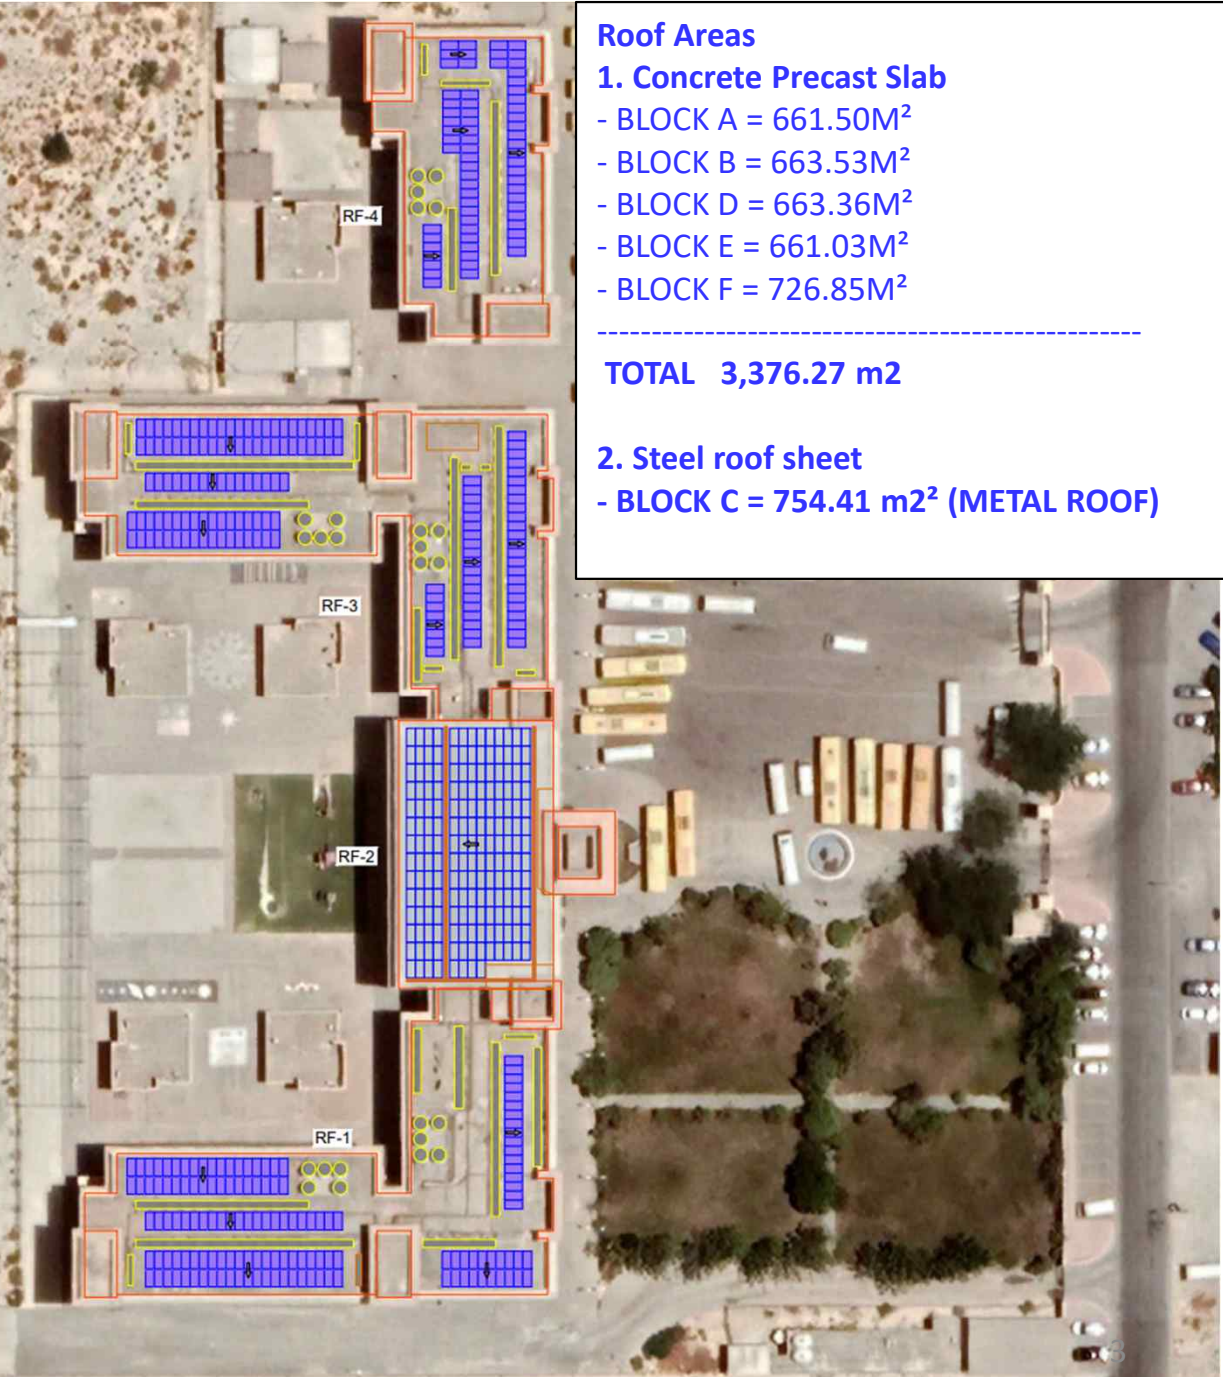 Roof Areas
1. Concrete Precast Slab
- BLOCK A = 661.50M²
- BLOCK B = 663.53M²
- BLOCK D = 663.36M²
- BLOCK E = 661.03M²
- BLOCK F = 726.85M²
---------------------------------------------------
TOTAL 3,376.27 m2
2. Steel roof sheet
- BLOCK C = 754.41 m2² (METAL ROOF)
RF-4
RF-3
RF-2
RF-1